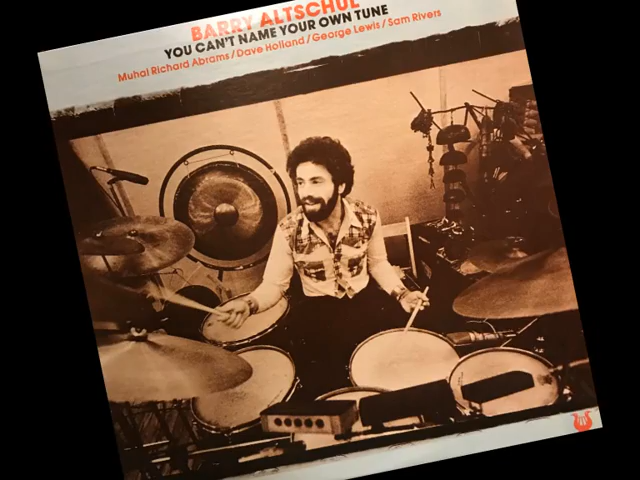 BARRY ALTSCHUL
YOU CAN'T NAME YOUR OWN TUNE
Muhal Richard Abrams / Dave Holland / George Lewis / Sam Rivers